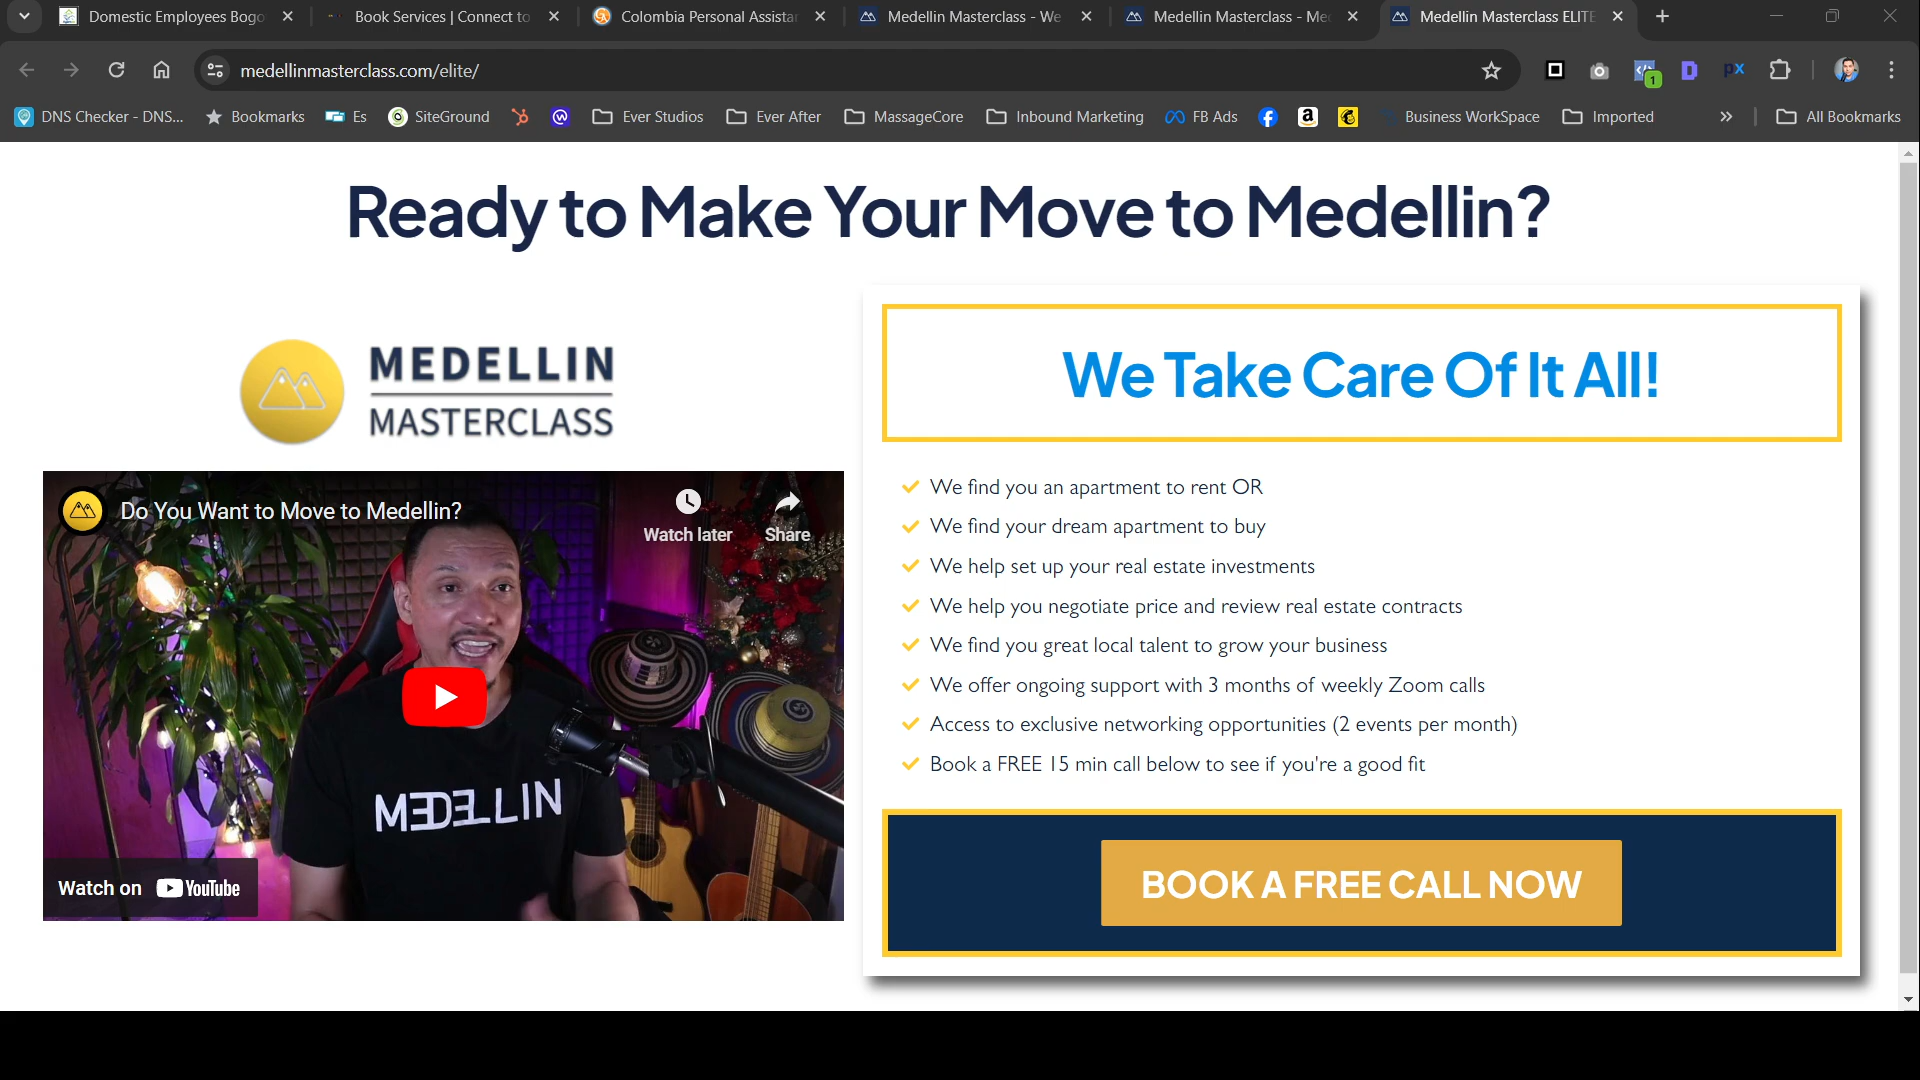 Domestic Employees Bogo
Book Services | Connect to
Colombia Personal Assistan
Medellin Masterclass - We
Medellin Masterclass - Med
Medellin Masterclass ELITE
medellinmasterclass.com/elite/
1
px
DNS Checker - DNS...
Bookmarks
Es
SiteGround
Ever Studios
Ever After
MassageCore
Inbound Marketing
FB Ads
Business WorkSpace
Imported
All Bookmarks
Ready to Make Your Move to Medellin?
MEDELLIN
MASTERCLASS
Do You Want to Move to Medellin?
Watch later
Share
MEDELLIN
Watch on YouTube
We Take Care Of It All!
We find you an apartment to rent OR
We find your dream apartment to buy
We help set up your real estate investments
We help you negotiate price and review real estate contracts
We find you great local talent to grow your business
We offer ongoing support with 3 months of weekly Zoom calls
Access to exclusive networking opportunities (2 events per month)
Book a FREE 15 min call below to see if you're a good fit
BOOK A FREE CALL NOW